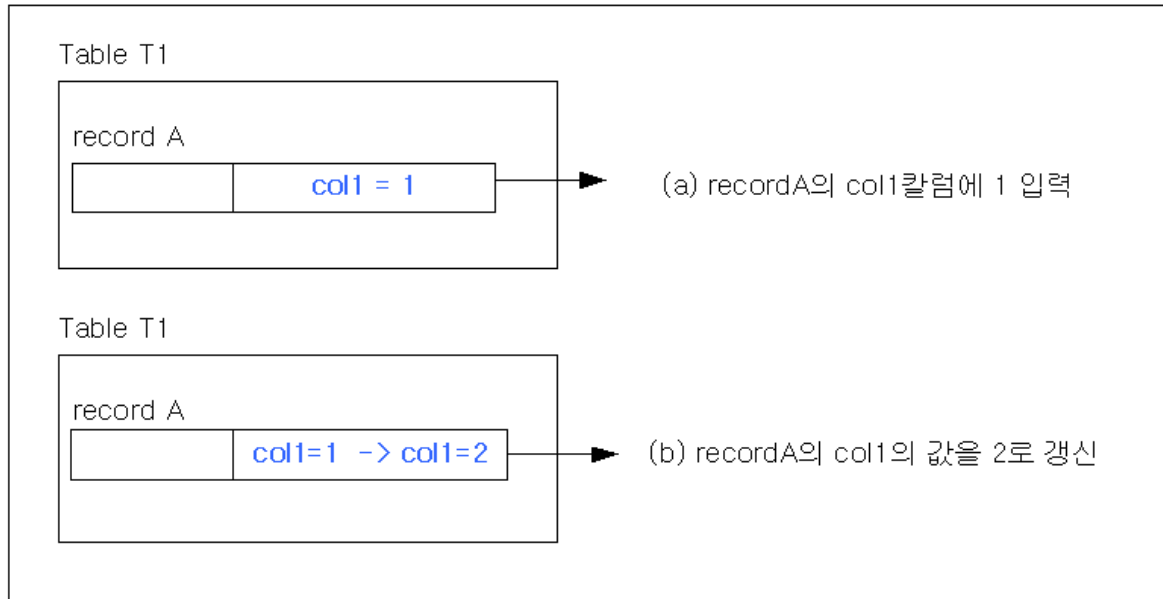 Table T1
record A
col1 = 1
(a) recordA의 col1칼럼에 1 입력
Table T1
record A
col1=1 -> col1=2
(b) recordA의 col1의 값을 2로 갱신